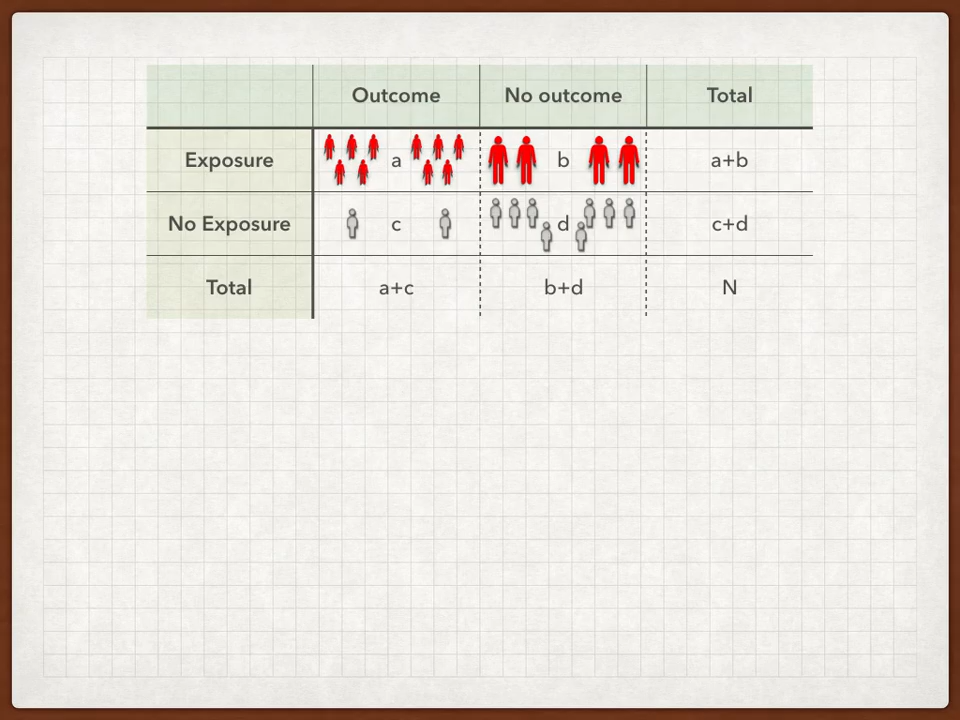 Outcome No outcome Total
Exposure a b a+b
No Exposure c d c+d
Total a+c b+d N